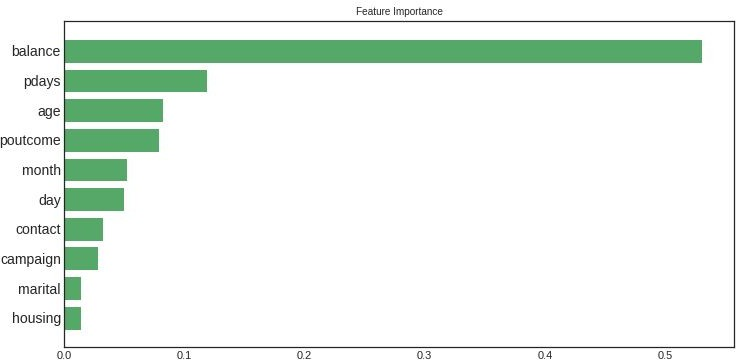 Feature Importance
balance
pdays
age
poutcome
month
day
contact
campaign
marital
housing
0.0 0.1 0.2 0.3 0.4 0.5